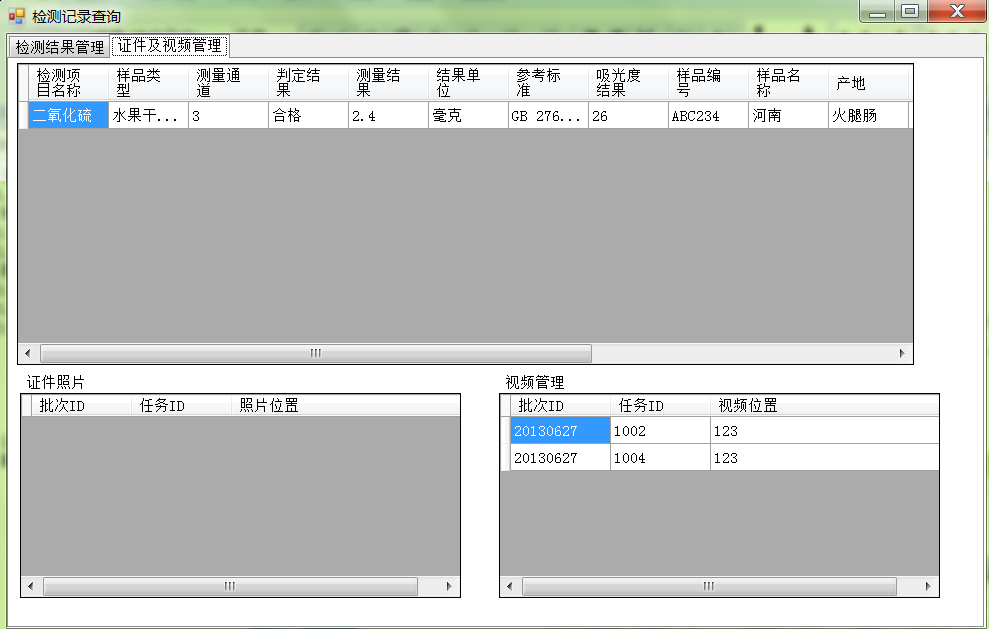 检测记录查询
检测结果管理 证件及视频管理
检测项目名称 样品类型 测量通道 判定结果 测量结果 结果单位 参考标准 吸光度结果 样品编号 样品名称 产地
二氧化硫 水果干... 3 合格 2.4 毫克 GB 276... 26 ABC234 河南 火腿肠
证件照片 视频管理
批次ID 任务ID 照片位置 批次ID 任务ID 视频位置
20130627 1002 123
20130627 1004 123